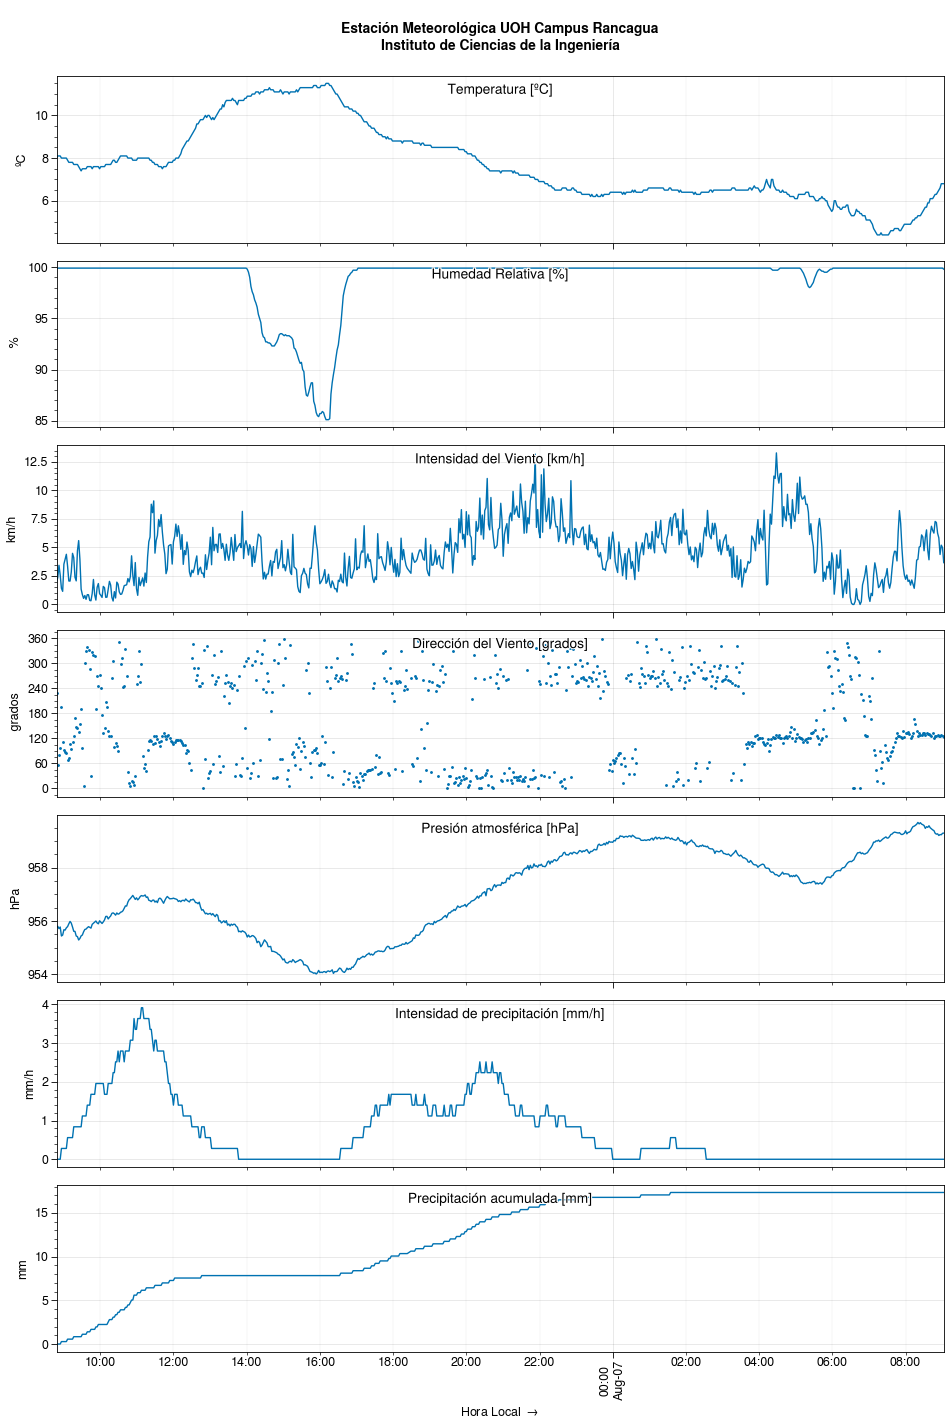 Estación Meteorológica UOH Campus Rancagua
Instituto de Ciencias de la Ingeniería
Temperatura [ºC]
10
8
6
ºC
Humedad Relativa [%]
100
95
90
85
%
Intensidad del Viento [km/h]
12.5
10
7.5
5
2.5
0
km/h
Dirección del Viento [grados]
360
300
240
180
120
60
0
grados
Presión atmosférica [hPa]
958
956
954
hPa
Intensidad de precipitación [mm/h]
4
3
2
1
0
mm/h
Precipitación acumulada [mm]
15
10
5
0
mm
10:00 12:00 14:00 16:00 18:00 20:00 22:00 00:00 02:00 04:00 06:00 08:00
Aug-07
Hora Local →